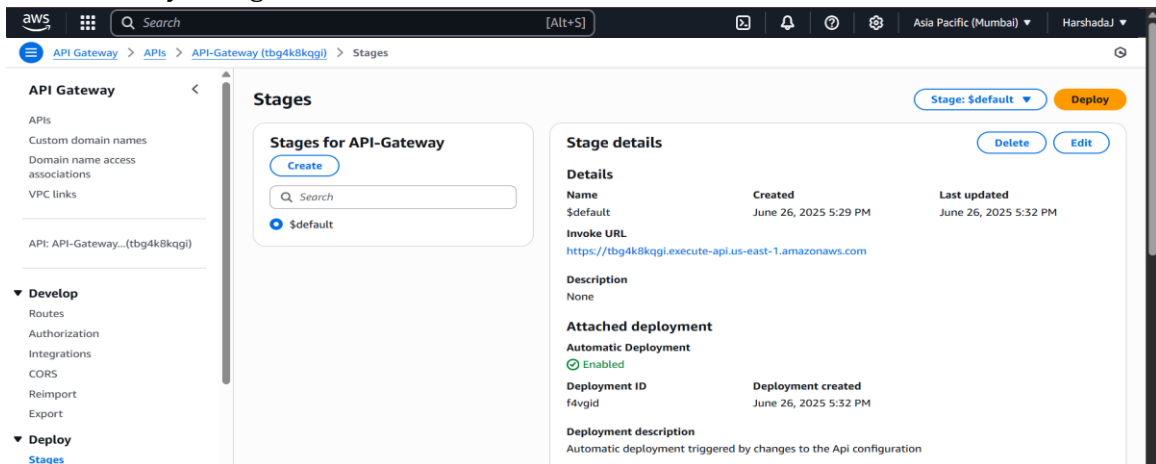 aws
Search
[Alt+S]
Asia Pacific (Mumbai) ▼
HarshadaJ ▼
API Gateway > APIs > API-Gateway (tbg4k8kqgi) > Stages
API Gateway
APIs
Custom domain names
Domain name access
associations
VPC links
API: API-Gateway...(tbg4k8kqgi)
Develop
Routes
Authorization
Integrations
CORS
Reimport
Export
Deploy
Stages
Stages
Stage: $default ▼
Deploy
Stages for API-Gateway
Create
Search
$default
Stage details
Delete
Edit
Details
Name
Created
Last updated
$default
June 26, 2025 5:29 PM
June 26, 2025 5:32 PM
Invoke URL
https://tbg4k8kqgi.execute-api.us-east-1.amazonaws.com
Description
None
Attached deployment
Automatic Deployment
Enabled
Deployment ID
Deployment created
f4vgid
June 26, 2025 5:32 PM
Deployment description
Automatic deployment triggered by changes to the Api configuration